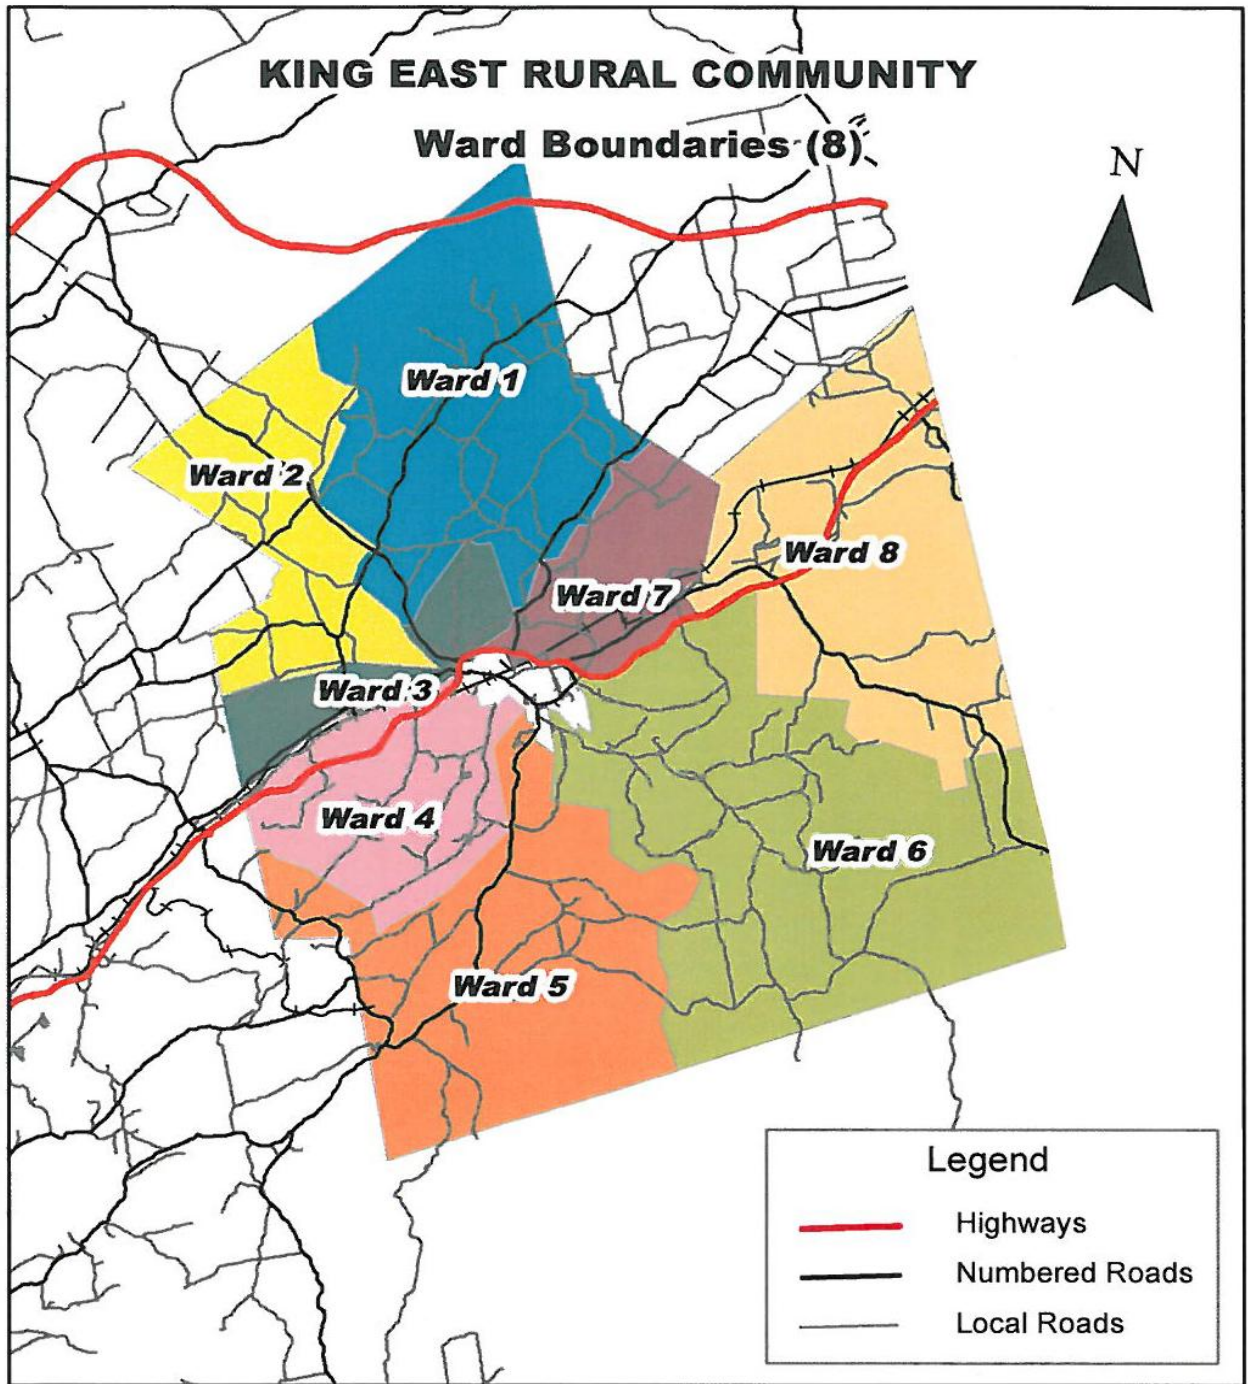 KING EAST RURAL COMMUNITY
Ward Boundaries (8)
N
Ward 1
Ward 2
Ward 8
Ward 7
Ward 3
Ward 4
Ward 6
Ward 5
Legend
Highways
Numbered Roads
Local Roads